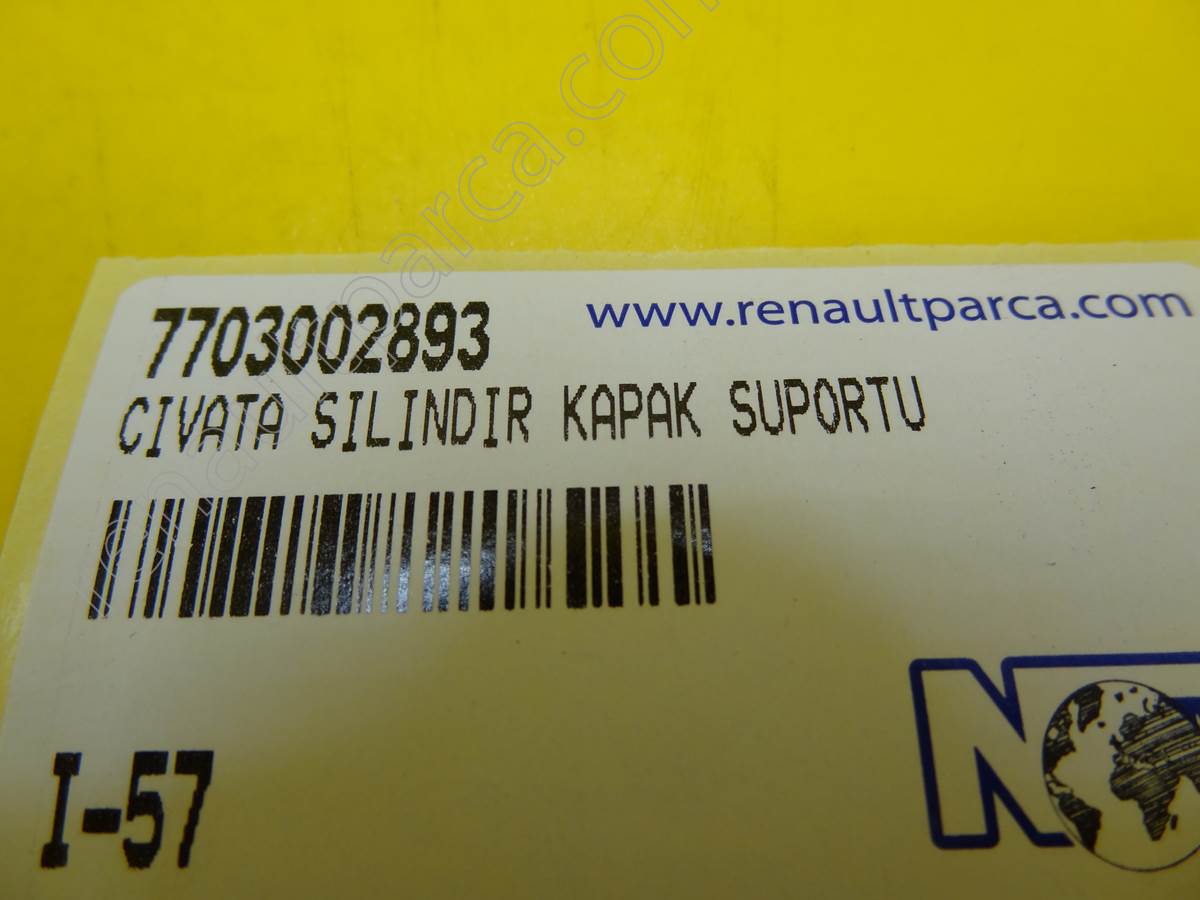 7703002893
www.renaultparca.com
CIVATA SILINDIR KAPAK SUPORTU
I-57